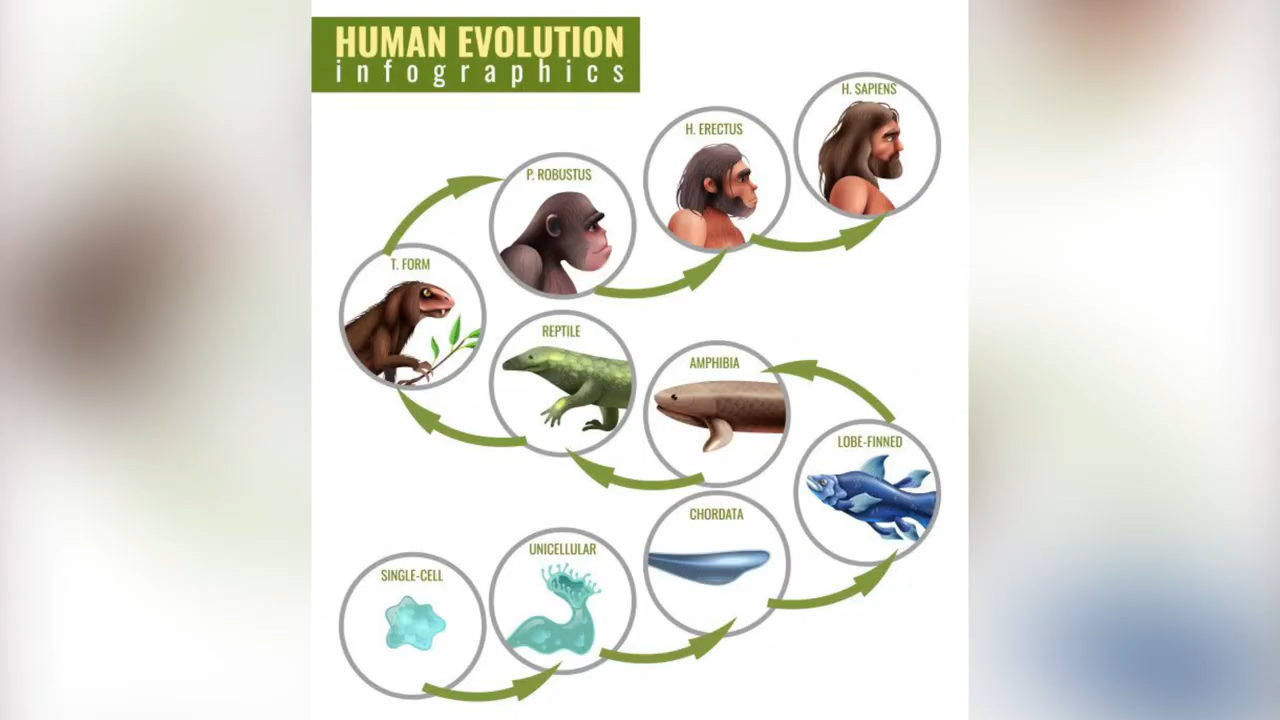 HUMAN EVOLUTION
infographics
H. SAPIENS
H. ERECTUS
P. ROBUSTUS
T. FORM
REPTILE
AMPHIBIA
LOBE-FINNED
CHORDATA
UNICELLULAR
SINGLE-CELL